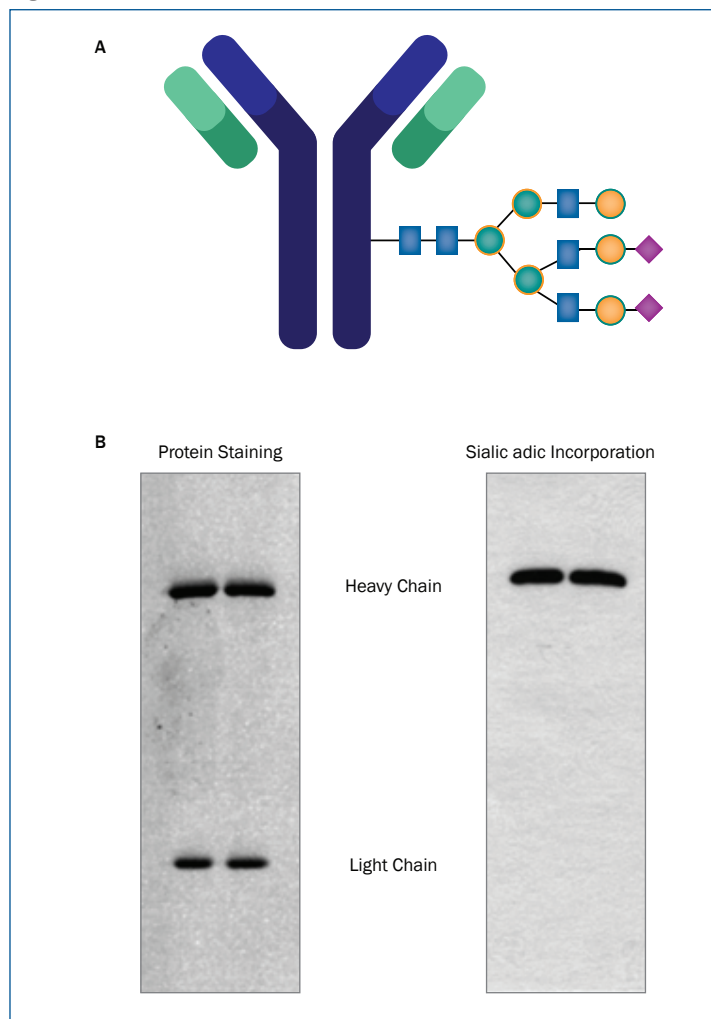 A
B
Protein Staining
Sialic adic Incorporation
Heavy Chain
Light Chain